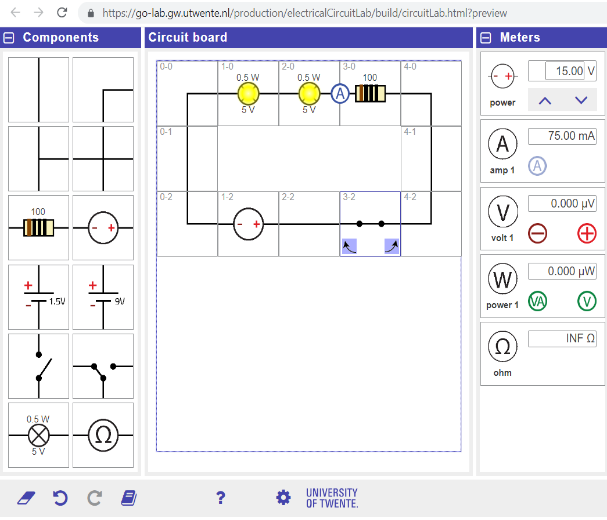 https://go-lab.gw.utwente.nl/production/electricalCircuitLab/build/circuitLab.html?preview
Components
Circuit board
Meters
0-0 1-0 2-0 3-0 4-0
0.5 W 0.5 W 100
A
5 V 5 V
0-1 4-1
0-2 1-2 2-2 3-2 4-2
- +
100
- +
+ +
1.5V 9V
- -
0.5 W
5 V
Ω
- +
15.00 V
power
A
75.00 mA
amp 1
A
V
0.000 µV
volt 1
W
0.000 µW
power 1
VA
V
Ω
INF Ω
ohm
?
UNIVERSITY
OF TWENTE.